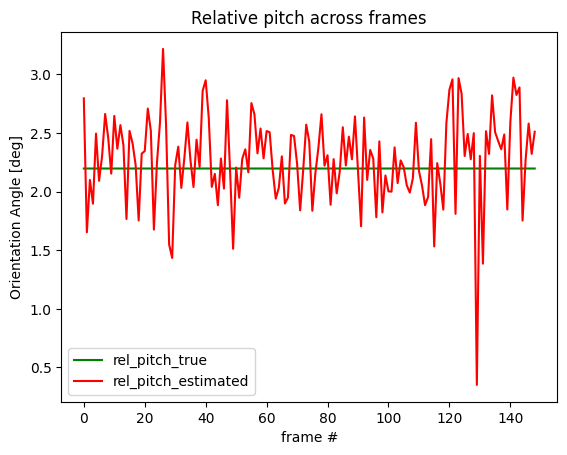 Relative pitch across frames
Orientation Angle [deg]
3.0
2.5
2.0
1.5
1.0
0.5
rel_pitch_true
rel_pitch_estimated
0 20 40 60 80 100 120 140
frame #